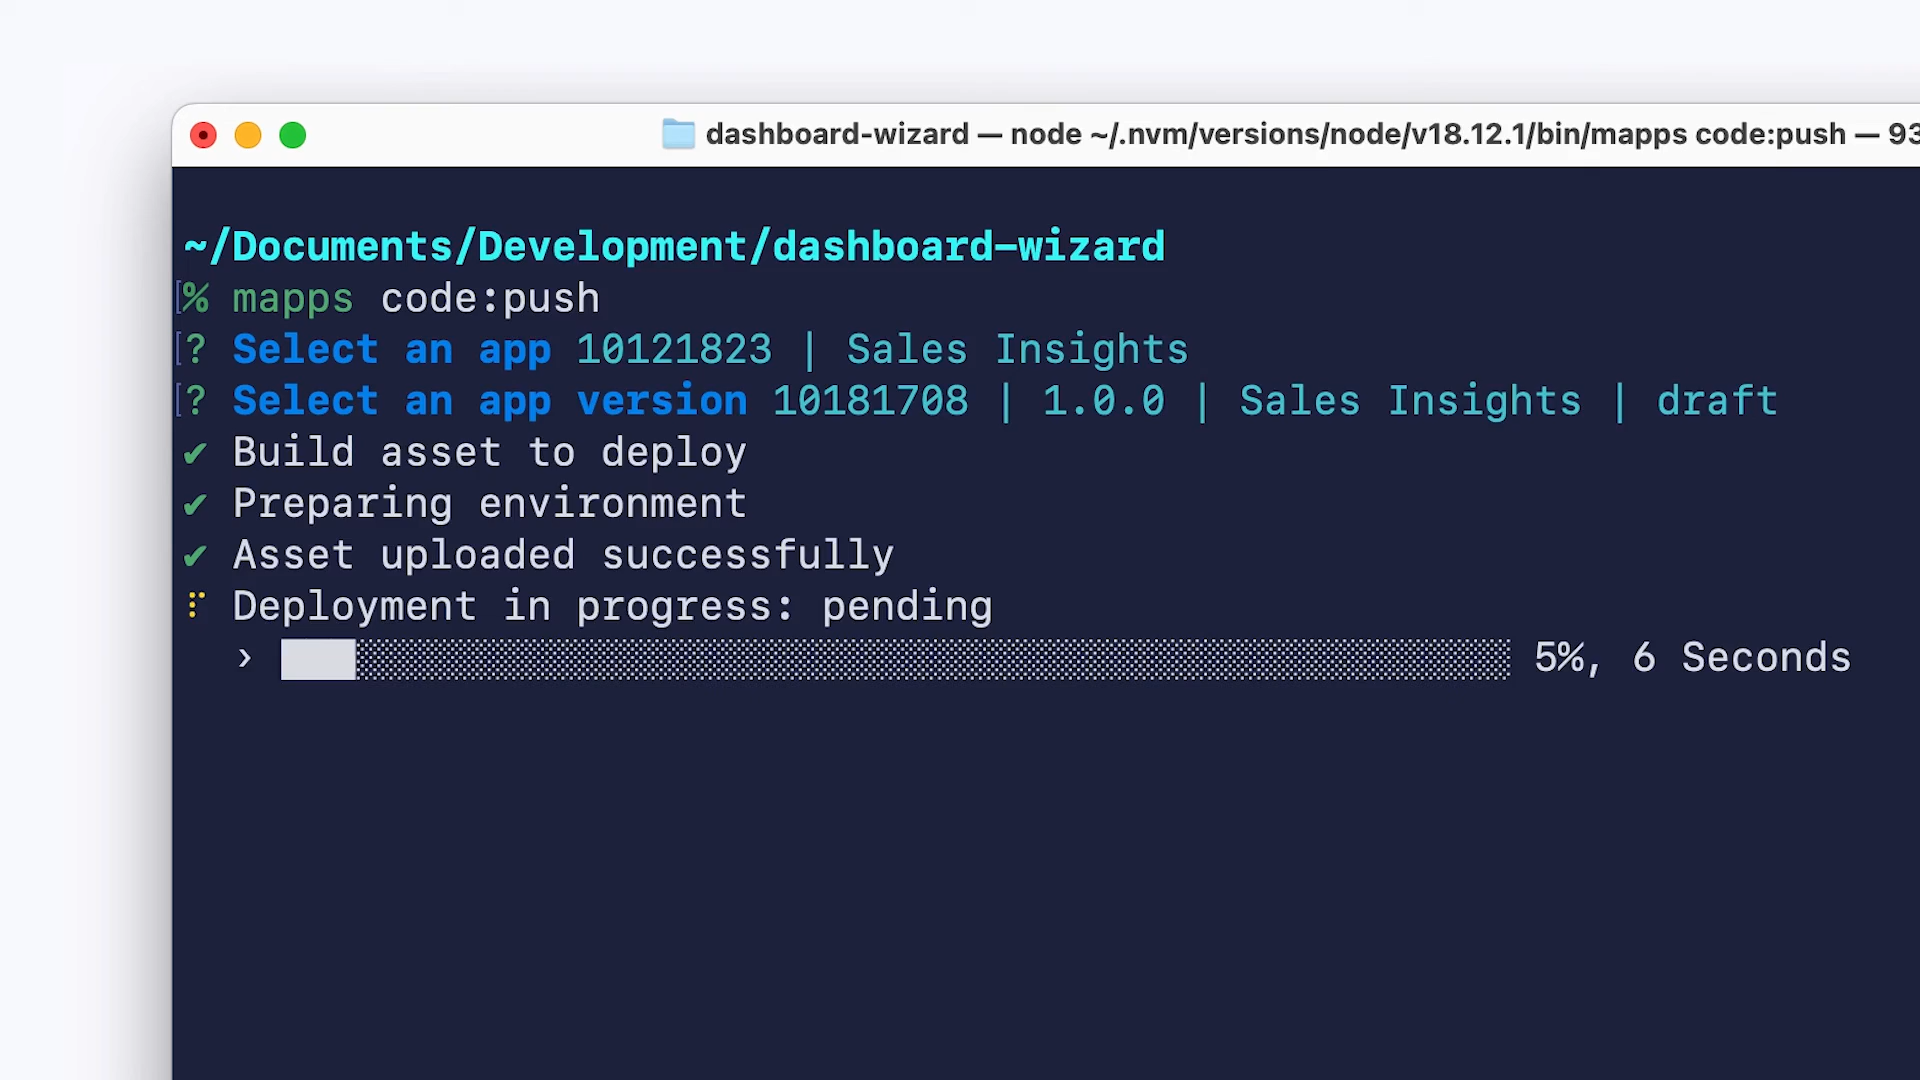 dashboard-wizard — node ~/.nvm/versions/node/v18.12.1/bin/mapps code:push — 93
~/Documents/Development/dashboard-wizard
% mapps code:push
? Select an app 10121823 | Sales Insights
? Select an app version 10181708 | 1.0.0 | Sales Insights | draft
✔ Build asset to deploy
✔ Preparing environment
✔ Asset uploaded successfully
Deployment in progress: pending
› 5%, 6 Seconds